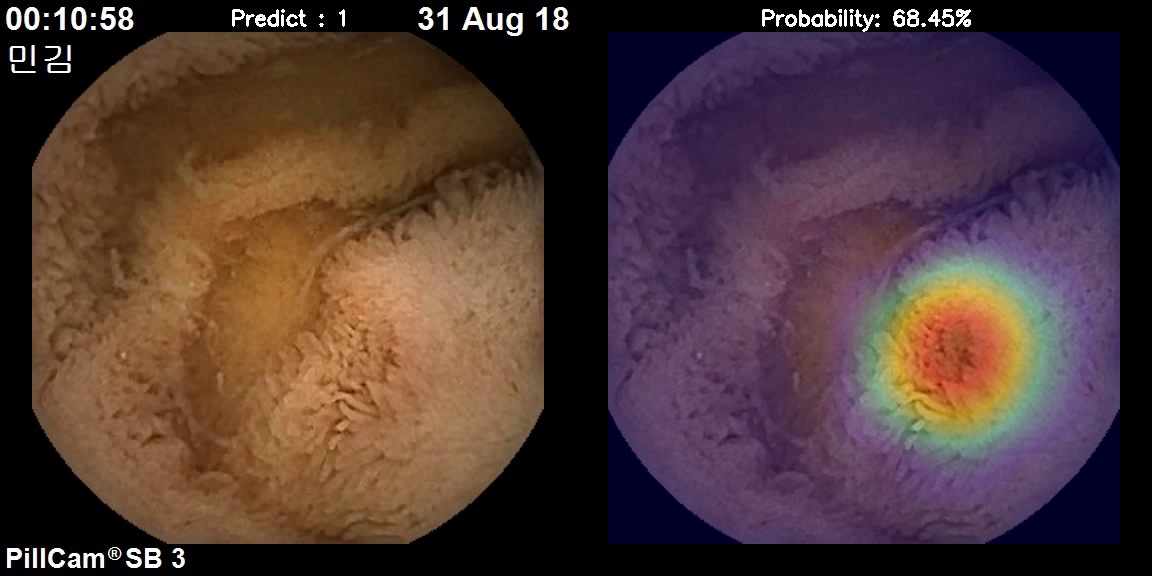 00:10:58
Predict : 1
31 Aug 18
Probability: 68.45%
민김
PillCam® SB 3